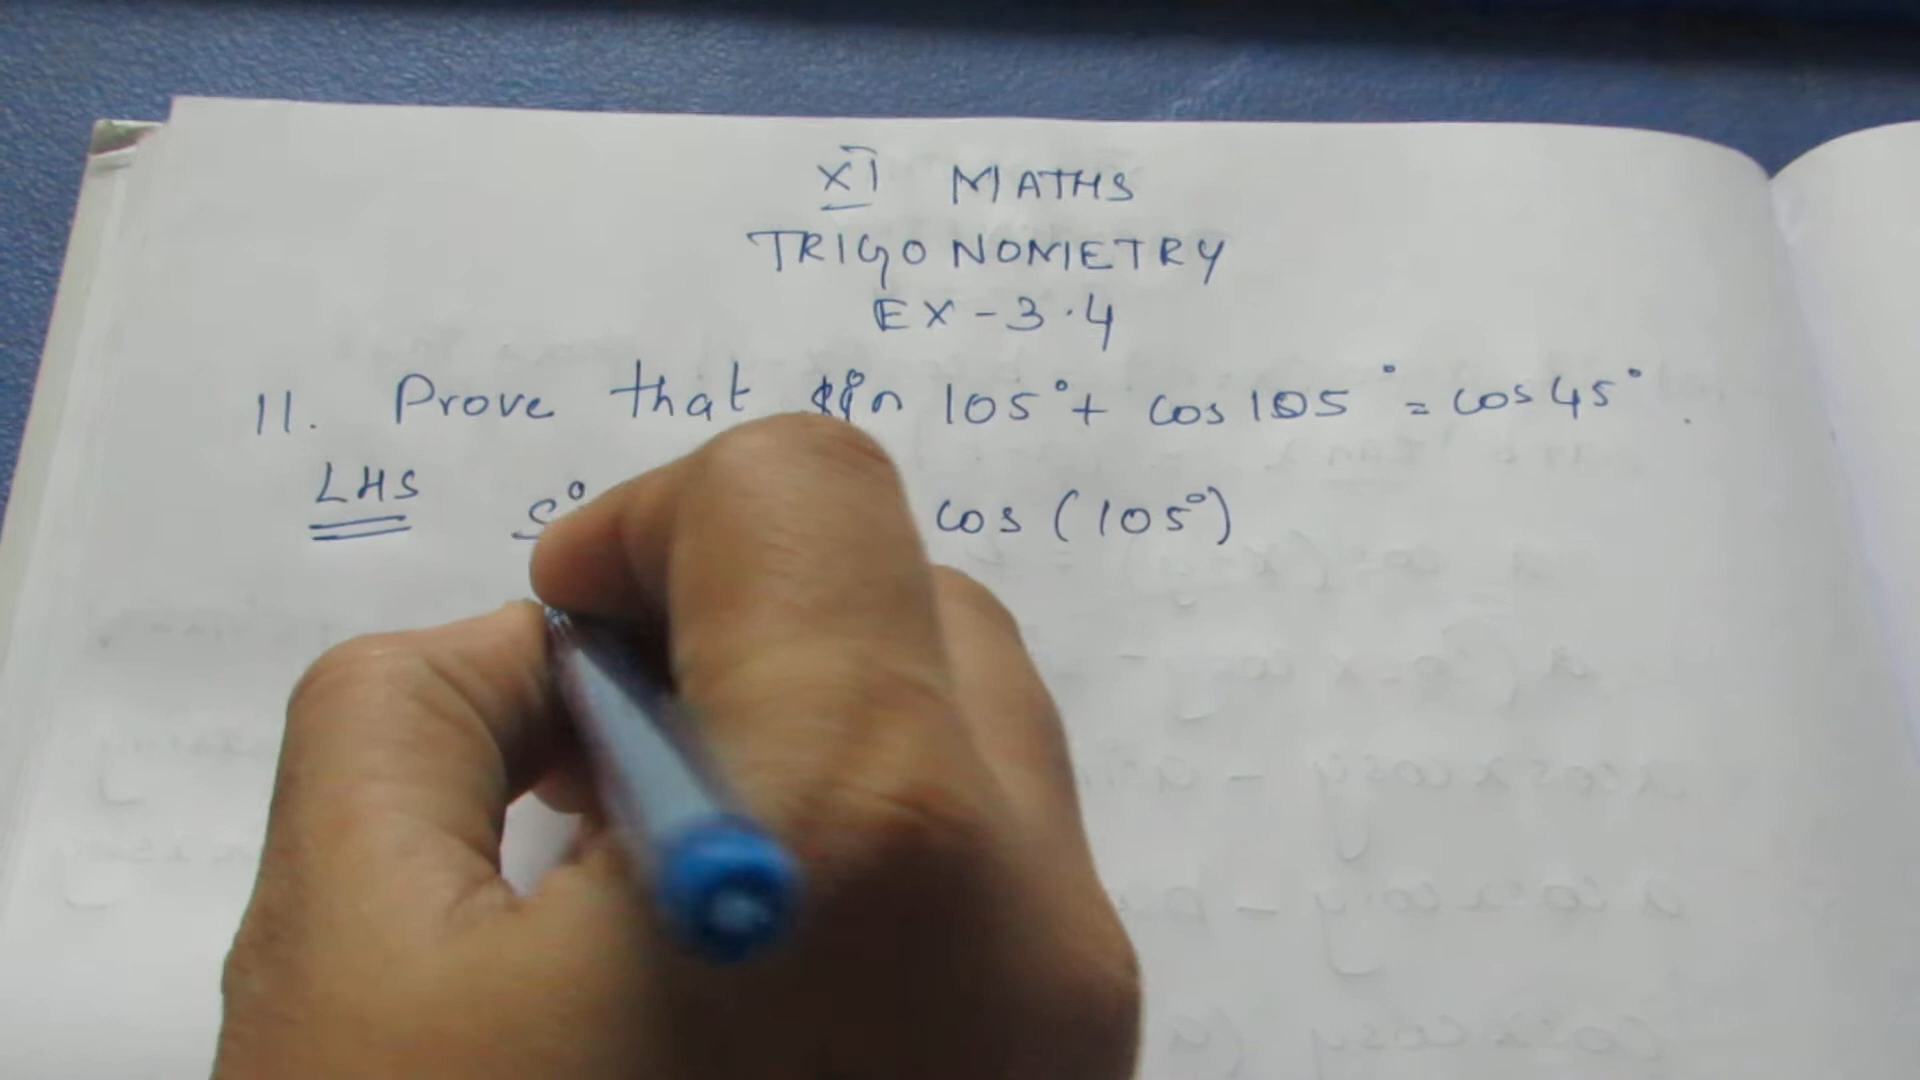 XI MATHS
TRIGONOMETRY
EX - 3.4
11. Prove that sin 105° + cos 105° = cos 45°.
LHS cos (105°)